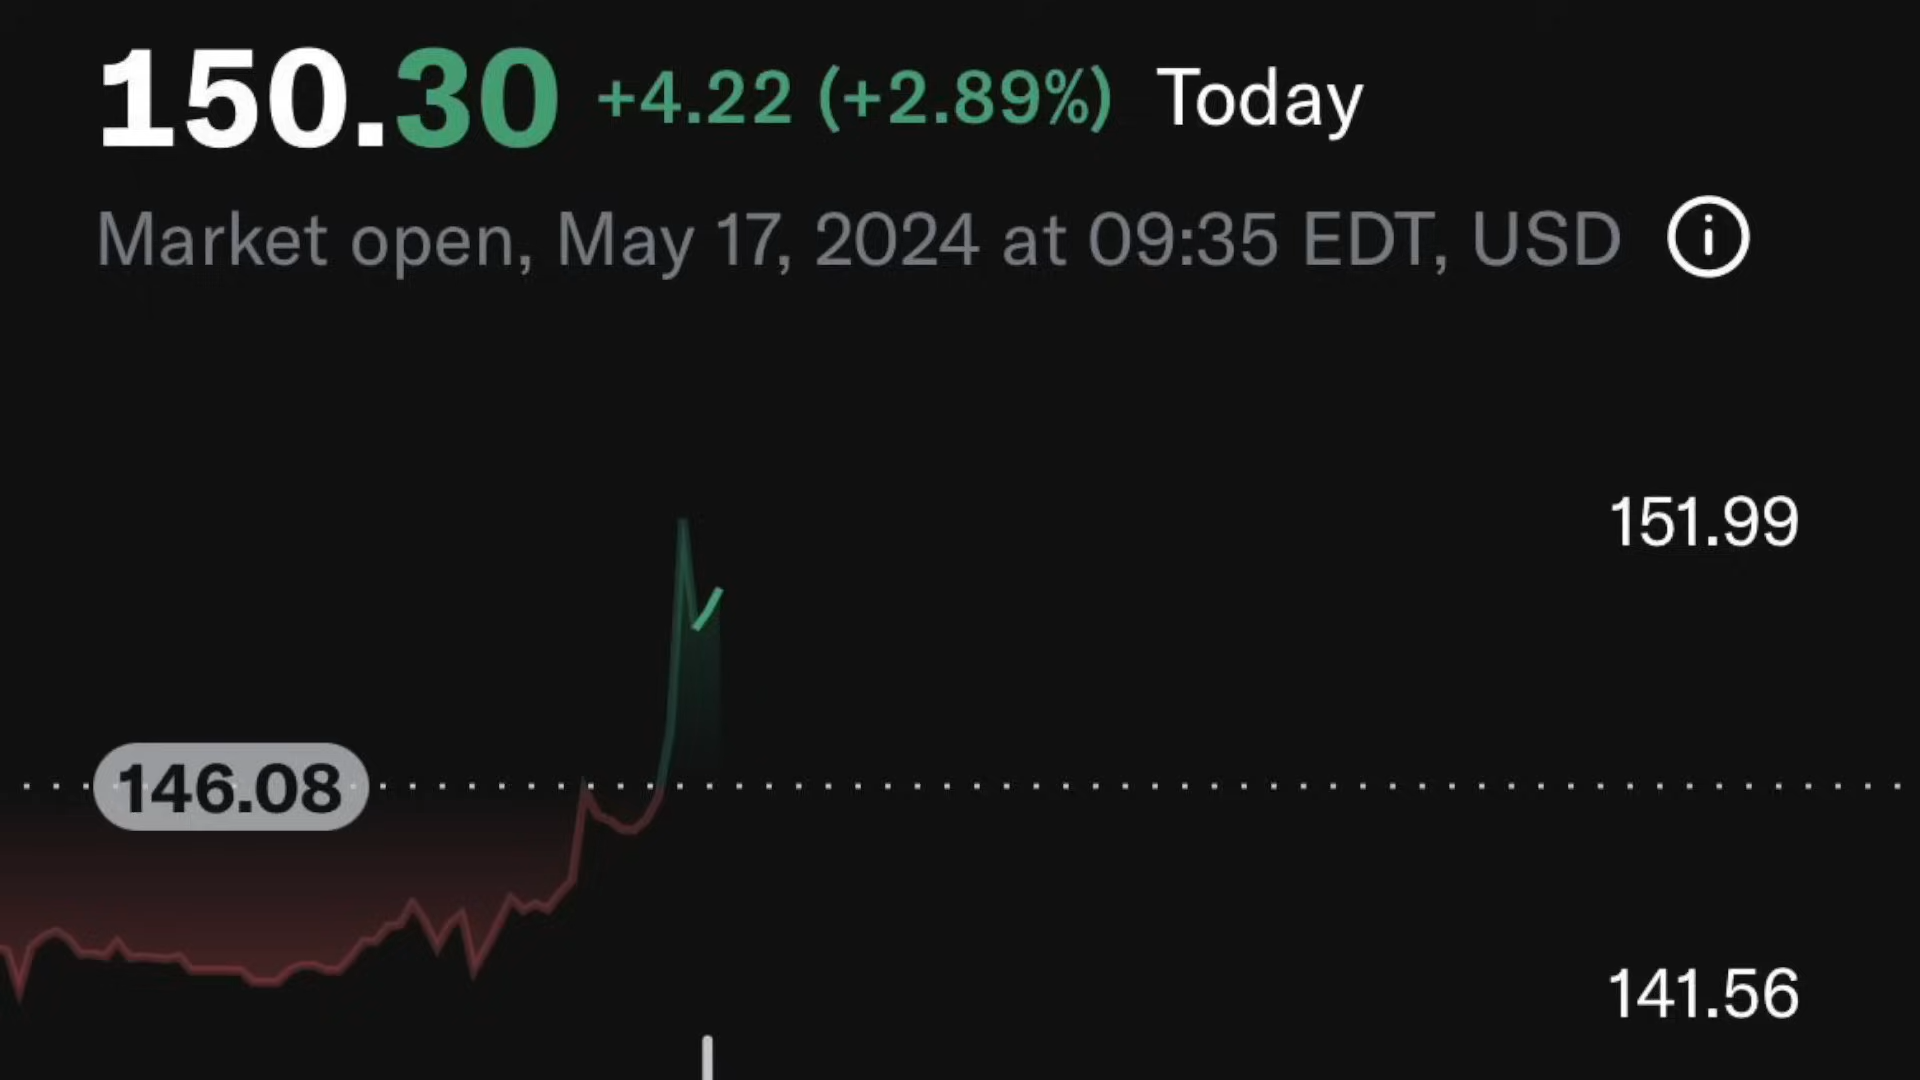 150.30 +4.22 (+2.89%) Today
Market open, May 17, 2024 at 09:35 EDT, USD
151.99
146.08
141.56